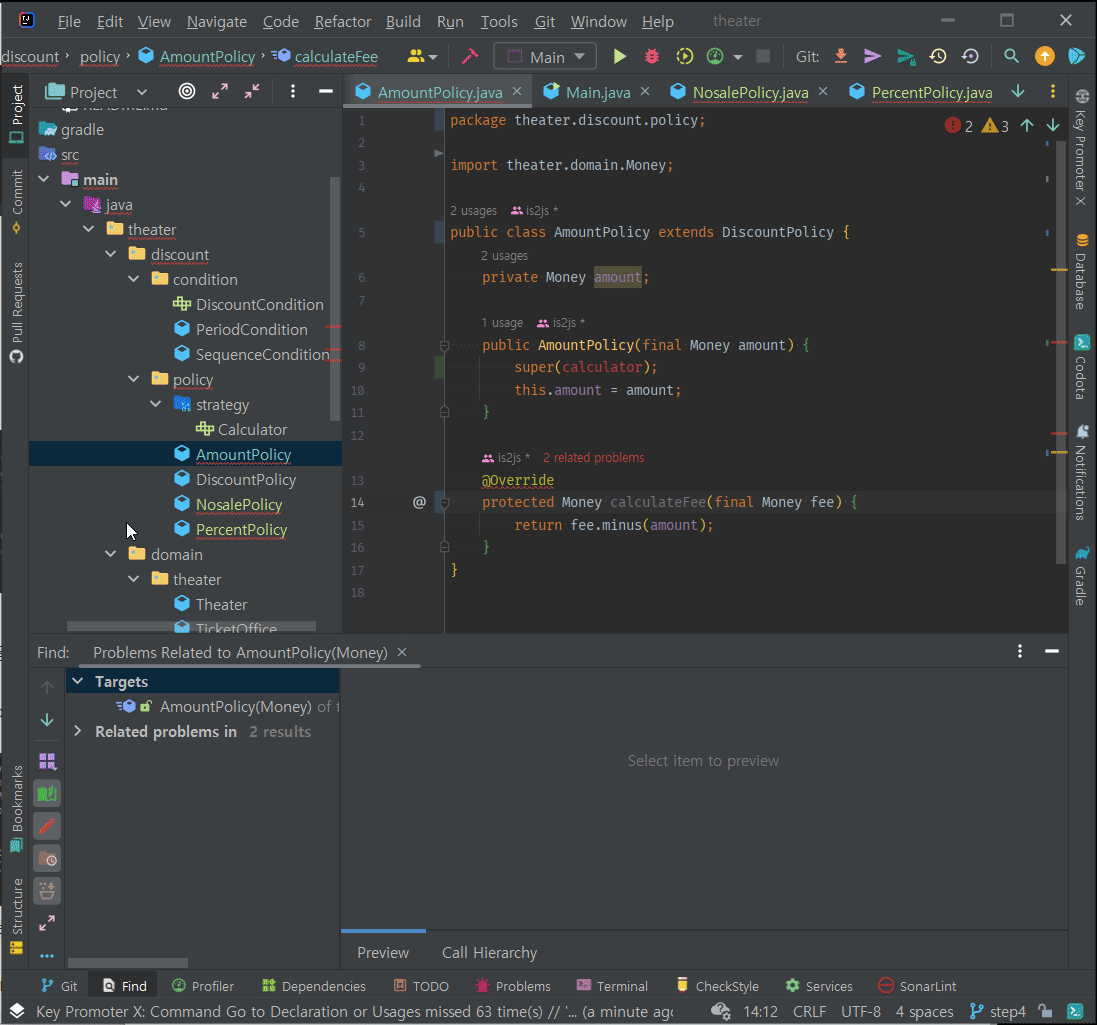 File Edit View Navigate Code Refactor Build Run Tools Git Window Help theater
discount policy AmountPolicy calculateFee Main Git:
Project
AmountPolicy.java Main.java NosalePolicy.java PercentPolicy.java
Project
Commit
Pull Requests
Bookmarks
Structure
README.md
gradle
src
main
java
theater
discount
condition
DiscountCondition
PeriodCondition
SequenceCondition
policy
strategy
Calculator
AmountPolicy
DiscountPolicy
NosalePolicy
PercentPolicy
domain
theater
Theater
TicketOffice
2 3
1 package theater.discount.policy;
2
3 import theater.domain.Money;
4
2 usages is2js *
5 public class AmountPolicy extends DiscountPolicy {
2 usages
6 private Money amount;
7
1 usage is2js *
8 public AmountPolicy(final Money amount) {
9 super(calculator);
10 this.amount = amount;
11 }
12
is2js * 2 related problems
13 @Override
14 @ protected Money calculateFee(final Money fee) {
15 return fee.minus(amount);
16 }
17 }
18
Key Promoter X
Database
Codota
Notifications
Gradle
Find: Problems Related to AmountPolicy(Money)
Targets
AmountPolicy(Money) of t
Related problems in 2 results
Select item to preview
Preview Call Hierarchy
Git Find Profiler Dependencies TODO Problems Terminal CheckStyle Services SonarLint
Key Promoter X: Command Go to Declaration or Usages missed 63 time(s) // '... (a minute ago 14:12 CRLF UTF-8 4 spaces step4